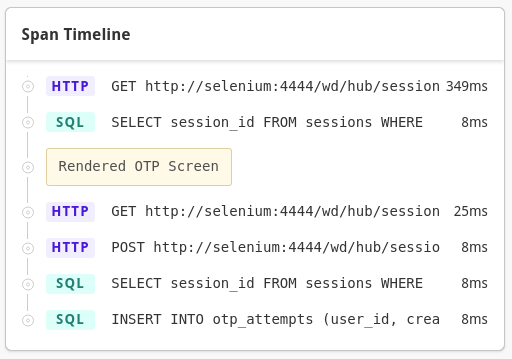 Span Timeline
HTTP GET http://selenium:4444/wd/hub/session 349ms
SQL SELECT session_id FROM sessions WHERE 8ms
Rendered OTP Screen
HTTP GET http://selenium:4444/wd/hub/session 25ms
HTTP POST http://selenium:4444/wd/hub/sessio 8ms
SQL SELECT session_id FROM sessions WHERE 8ms
SQL INSERT INTO otp_attempts (user_id, crea 8ms